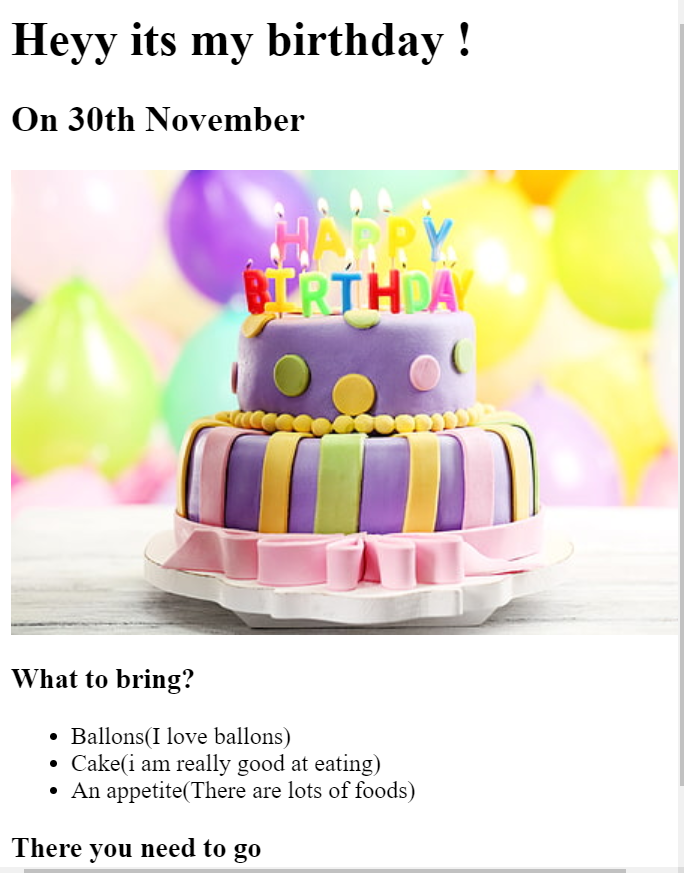 Heyy its my birthday !
On 30th November
HAPPY
BIRTHDAY
What to bring?
Ballons(I love ballons)
Cake(i am really good at eating)
An appetite(There are lots of foods)
There you need to go